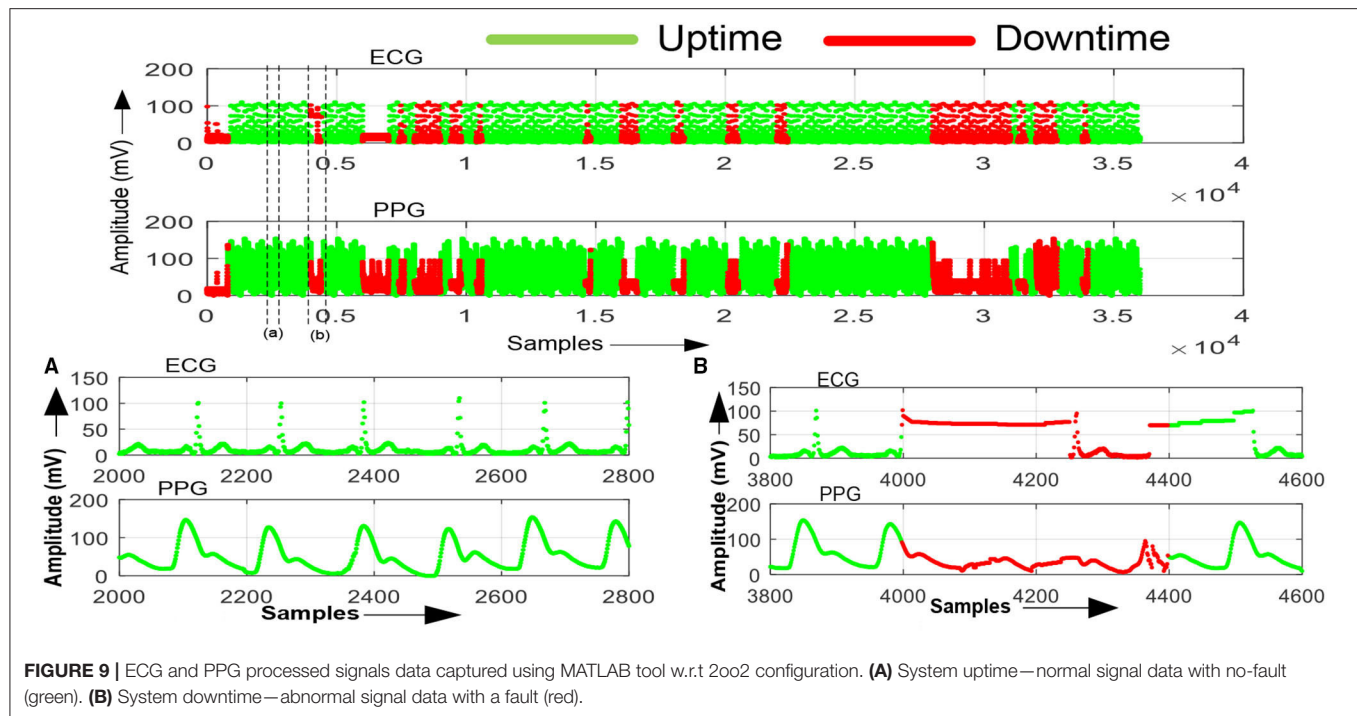 Uptime Downtime
ECG
200
100
0
0 0.5 1 1.5 2 2.5 3 3.5 4
× 10⁴
PPG
200
100
0
0 0.5 1 1.5 2 2.5 3 3.5 4
(a) (b)
× 10⁴
Amplitude (mV)
Samples
A
ECG
150
100
50
0
2000 2200 2400 2600 2800
PPG
200
100
0
2000 2200 2400 2600 2800
Amplitude (mV)
Samples
B
ECG
150
100
50
0
3800 4000 4200 4400 4600
PPG
200
100
0
3800 4000 4200 4400 4600
Amplitude (mV)
Samples
FIGURE 9 | ECG and PPG processed signals data captured using MATLAB tool w.r.t 2oo2 configuration. (A) System uptime—normal signal data with no-fault
(green). (B) System downtime—abnormal signal data with a fault (red).